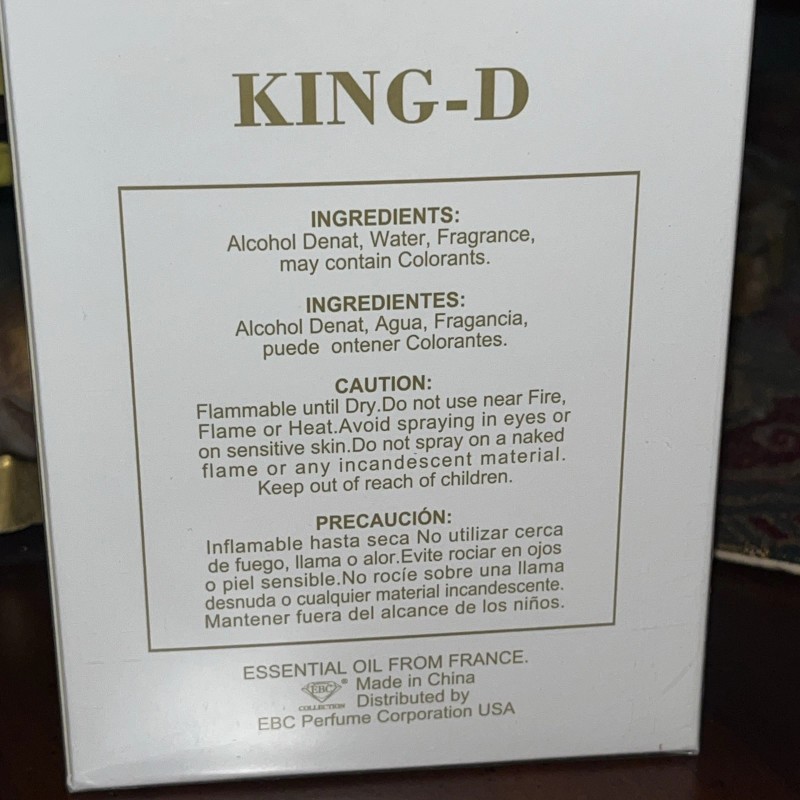 KING-D
INGREDIENTS:
Alcohol Denat, Water, Fragrance,
may contain Colorants.
INGREDIENTES:
Alcohol Denat, Agua, Fragancia,
puede ontener Colorantes.
CAUTION:
Flammable until Dry.Do not use near Fire,
Flame or Heat.Avoid spraying in eyes or
on sensitive skin.Do not spray on a naked
flame or any incandescent material.
Keep out of reach of children.
PRECAUCIÓN:
Inflamable hasta seca No utilizar cerca
de fuego, llama o alor.Evite rociar en ojos
o piel sensible.No rocíe sobre una llama
desnuda o cualquier material incandescente.
Mantener fuera del alcance de los niños.
ESSENTIAL OIL FROM FRANCE.
EBC
COLLECTION
®
Made in China
Distributed by
EBC Perfume Corporation USA